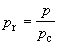 p_r = p / p_c